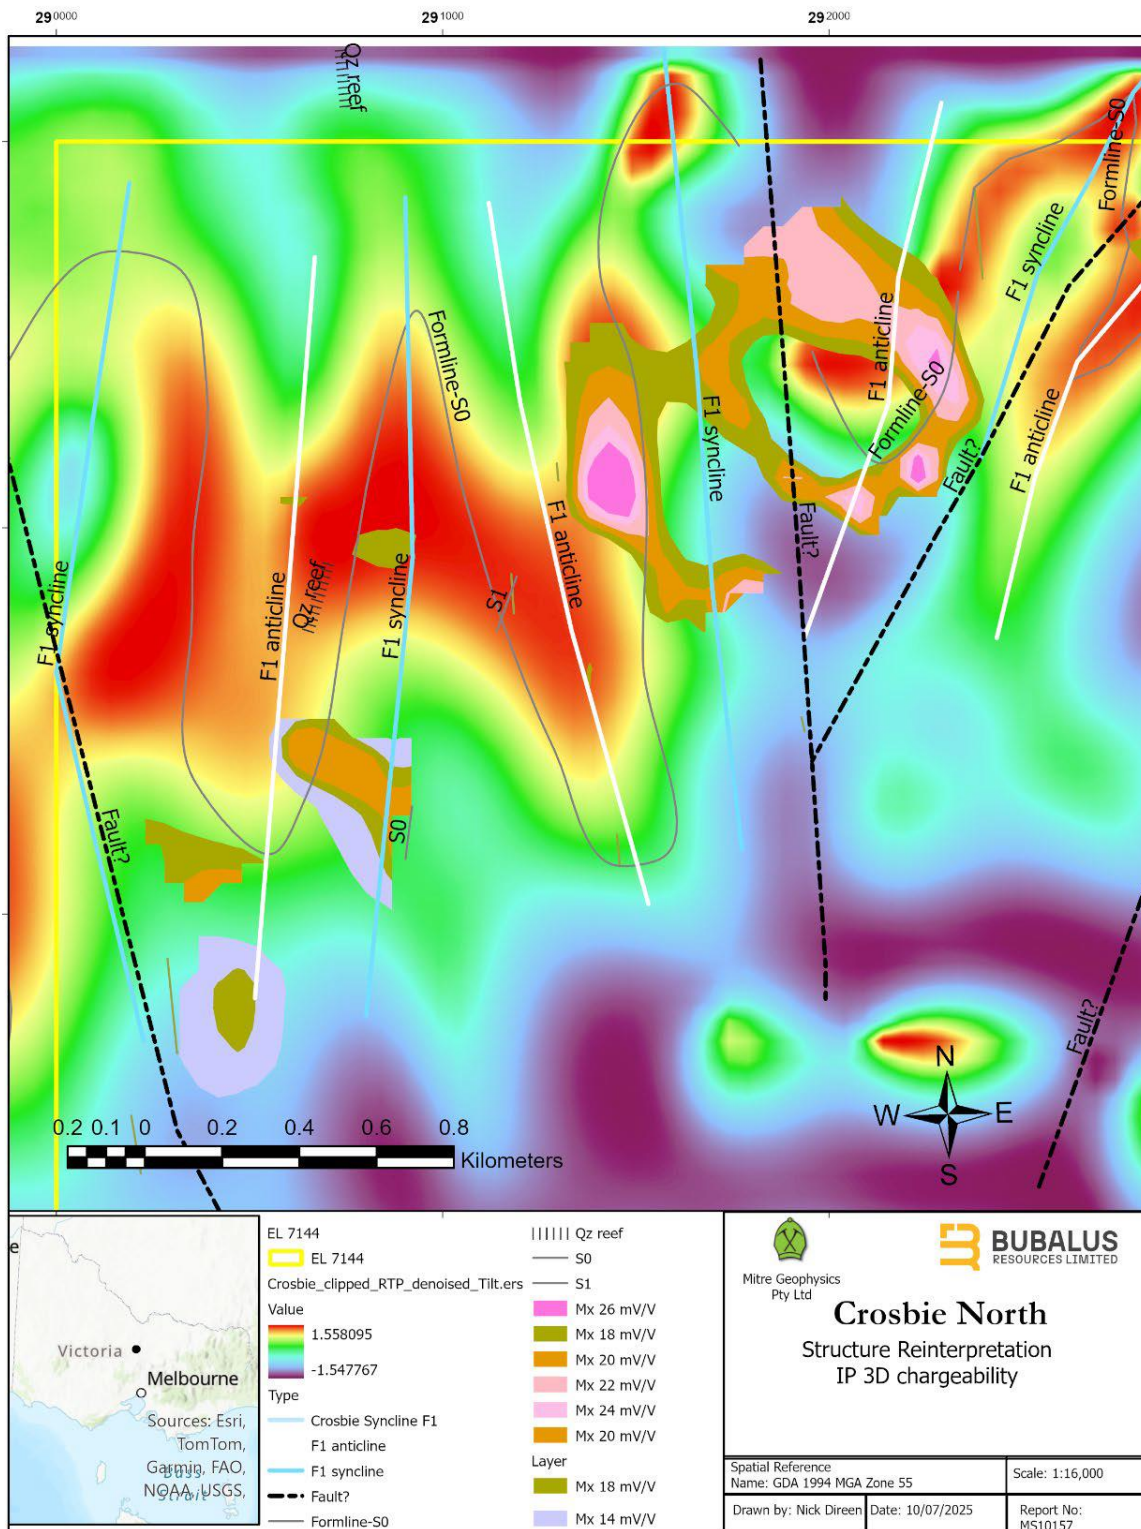 290000
291000
292000
Qz reef
Formline-S0
F1 syncline
F1 anticline
Formline-S0
F1 anticline
Formline-S0
F1 syncline
Fault?
F1 anticline
Fault?
F1 anticline
S1
Qz reef
F1 syncline
F1 anticline
F1 syncline
S0
Fault?
Fault?
N
W
E
S
0.2 0.1 0 0.2 0.4 0.6 0.8
Kilometers
e
Victoria
Melbourne
Bass
Strait
Sources: Esri,
TomTom,
Garmin, FAO,
NOAA, USGS,
EL 7144
EL 7144
Crosbie_clipped_RTP_denoised_Tilt.ers
Value
1.558095
-1.547767
Type
Crosbie Syncline F1
F1 anticline
F1 syncline
Fault?
Formline-S0
Qz reef
S0
S1
Mx 26 mV/V
Mx 18 mV/V
Mx 20 mV/V
Mx 22 mV/V
Mx 24 mV/V
Mx 20 mV/V
Layer
Mx 18 mV/V
Mx 14 mV/V
Mitre Geophysics
Pty Ltd
BUBALUS
RESOURCES LIMITED
Crosbie North
Structure Reinterpretation
IP 3D chargeability
Spatial Reference
Name: GDA 1994 MGA Zone 55
Scale: 1:16,000
Drawn by: Nick Direen
Date: 10/07/2025
Report No:
MS10157